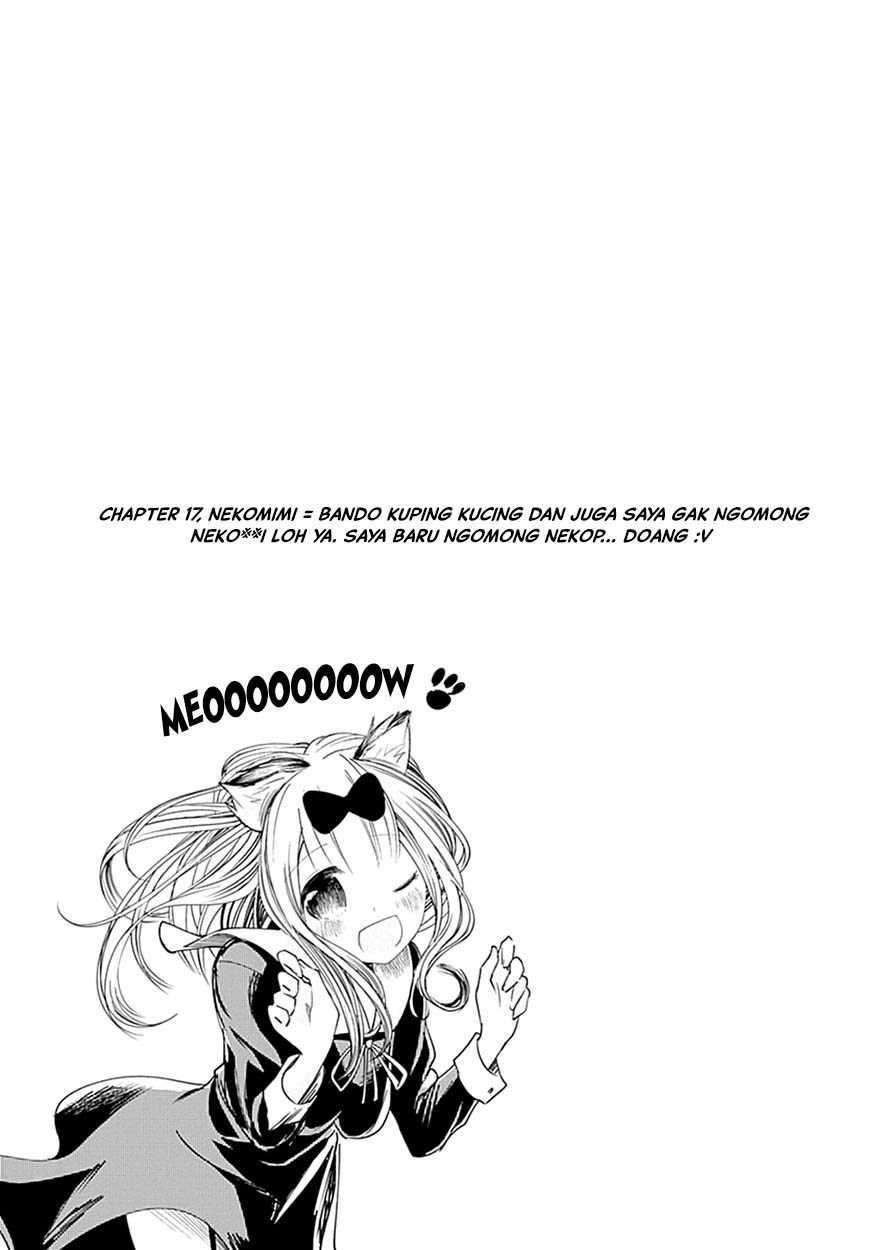 CHAPTER 17, NEKOMIMI = BANDO KUPING KUCING DAN JUGA SAYA GAK NGOMONG
NEKO**I LOH YA. SAYA BARU NGOMONG NEKOP... DOANG :V
MEOOOOOOOOW